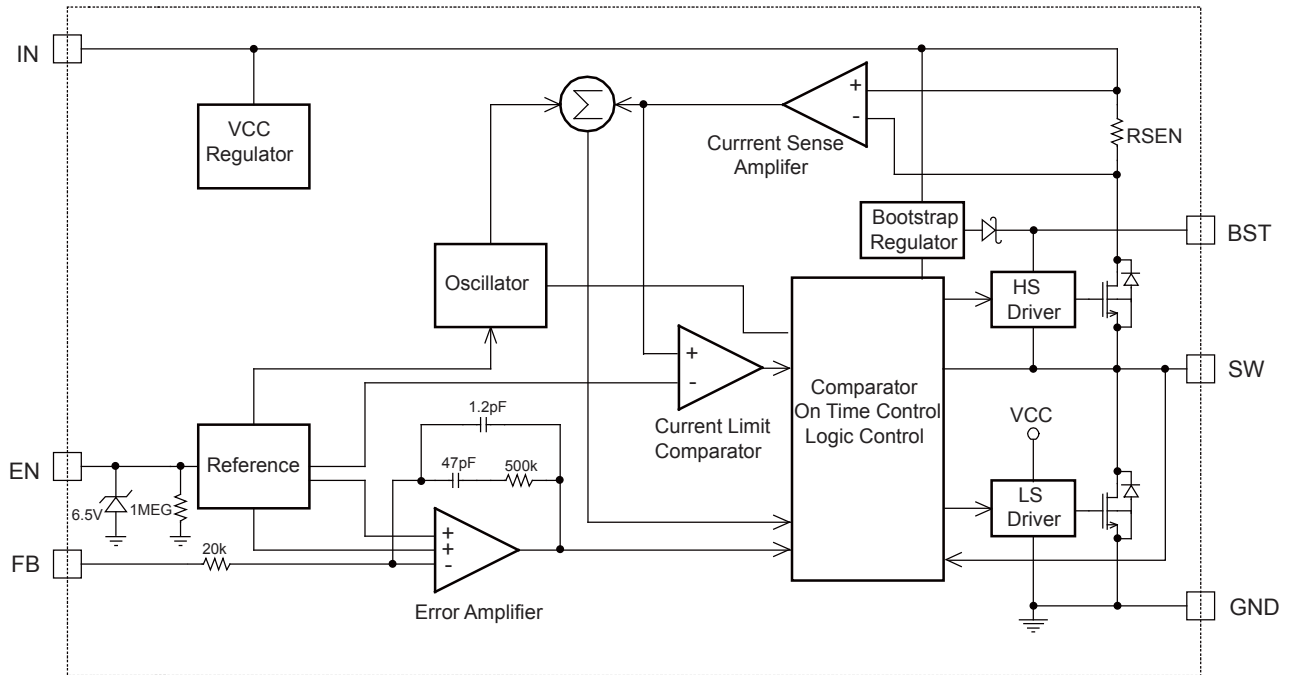 IN
VCC
Regulator
Σ
+
-
Currrent Sense
Amplifer
RSEN
Bootstrap
Regulator
BST
Oscillator
HS
Driver
+
-
Current Limit
Comparator
Comparator
On Time Control
Logic Control
SW
VCC
1.2pF
47pF
500k
EN
Reference
6.5V
1MEG
LS
Driver
FB
20k
+
+
-
Error Amplifier
GND